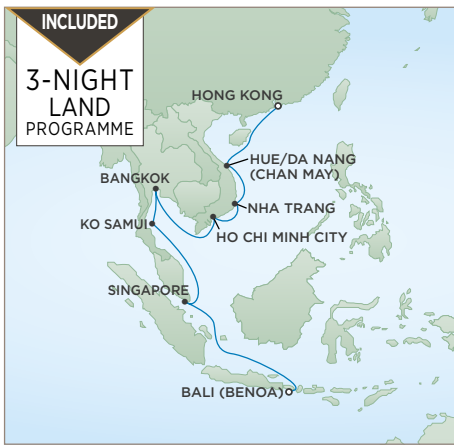 INCLUDED
3-NIGHT
LAND
PROGRAMME
HONG KONG
HUE/DA NANG
(CHAN MAY)
BANGKOK
NHA TRANG
KO SAMUI
HO CHI MINH CITY
SINGAPORE
BALI (BENOA)